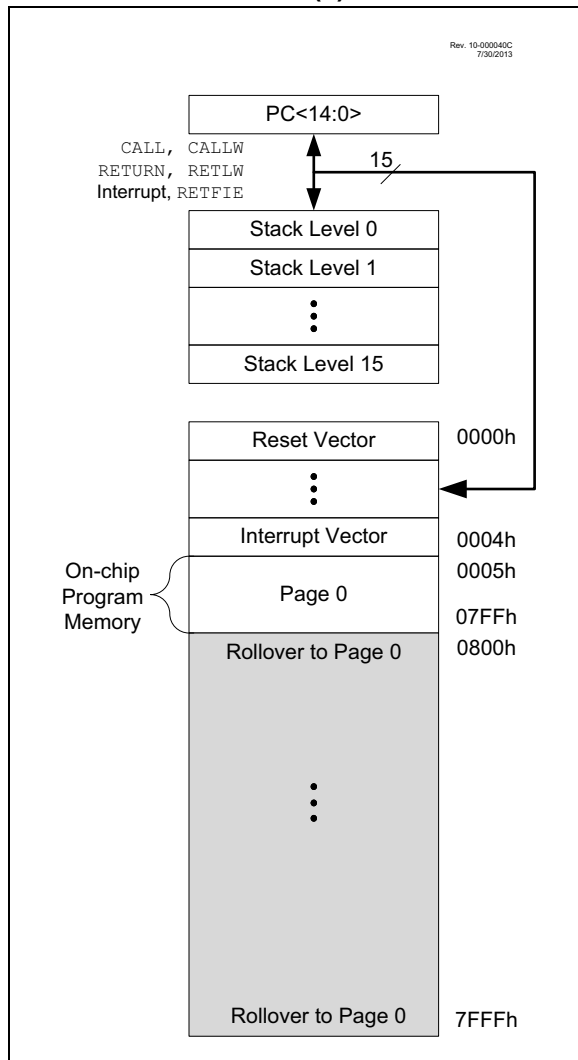 (
)
Rev. 10-000040C
7/30/2013
PC<14:0>
CALL, CALLW
RETURN, RETLW
Interrupt, RETFIE
15
Stack Level 0
Stack Level 1
Stack Level 15
Reset Vector
0000h
Interrupt Vector
0004h
On-chip
Program
Memory
Page 0
0005h
07FFh
Rollover to Page 0
0800h
Rollover to Page 0
7FFFh